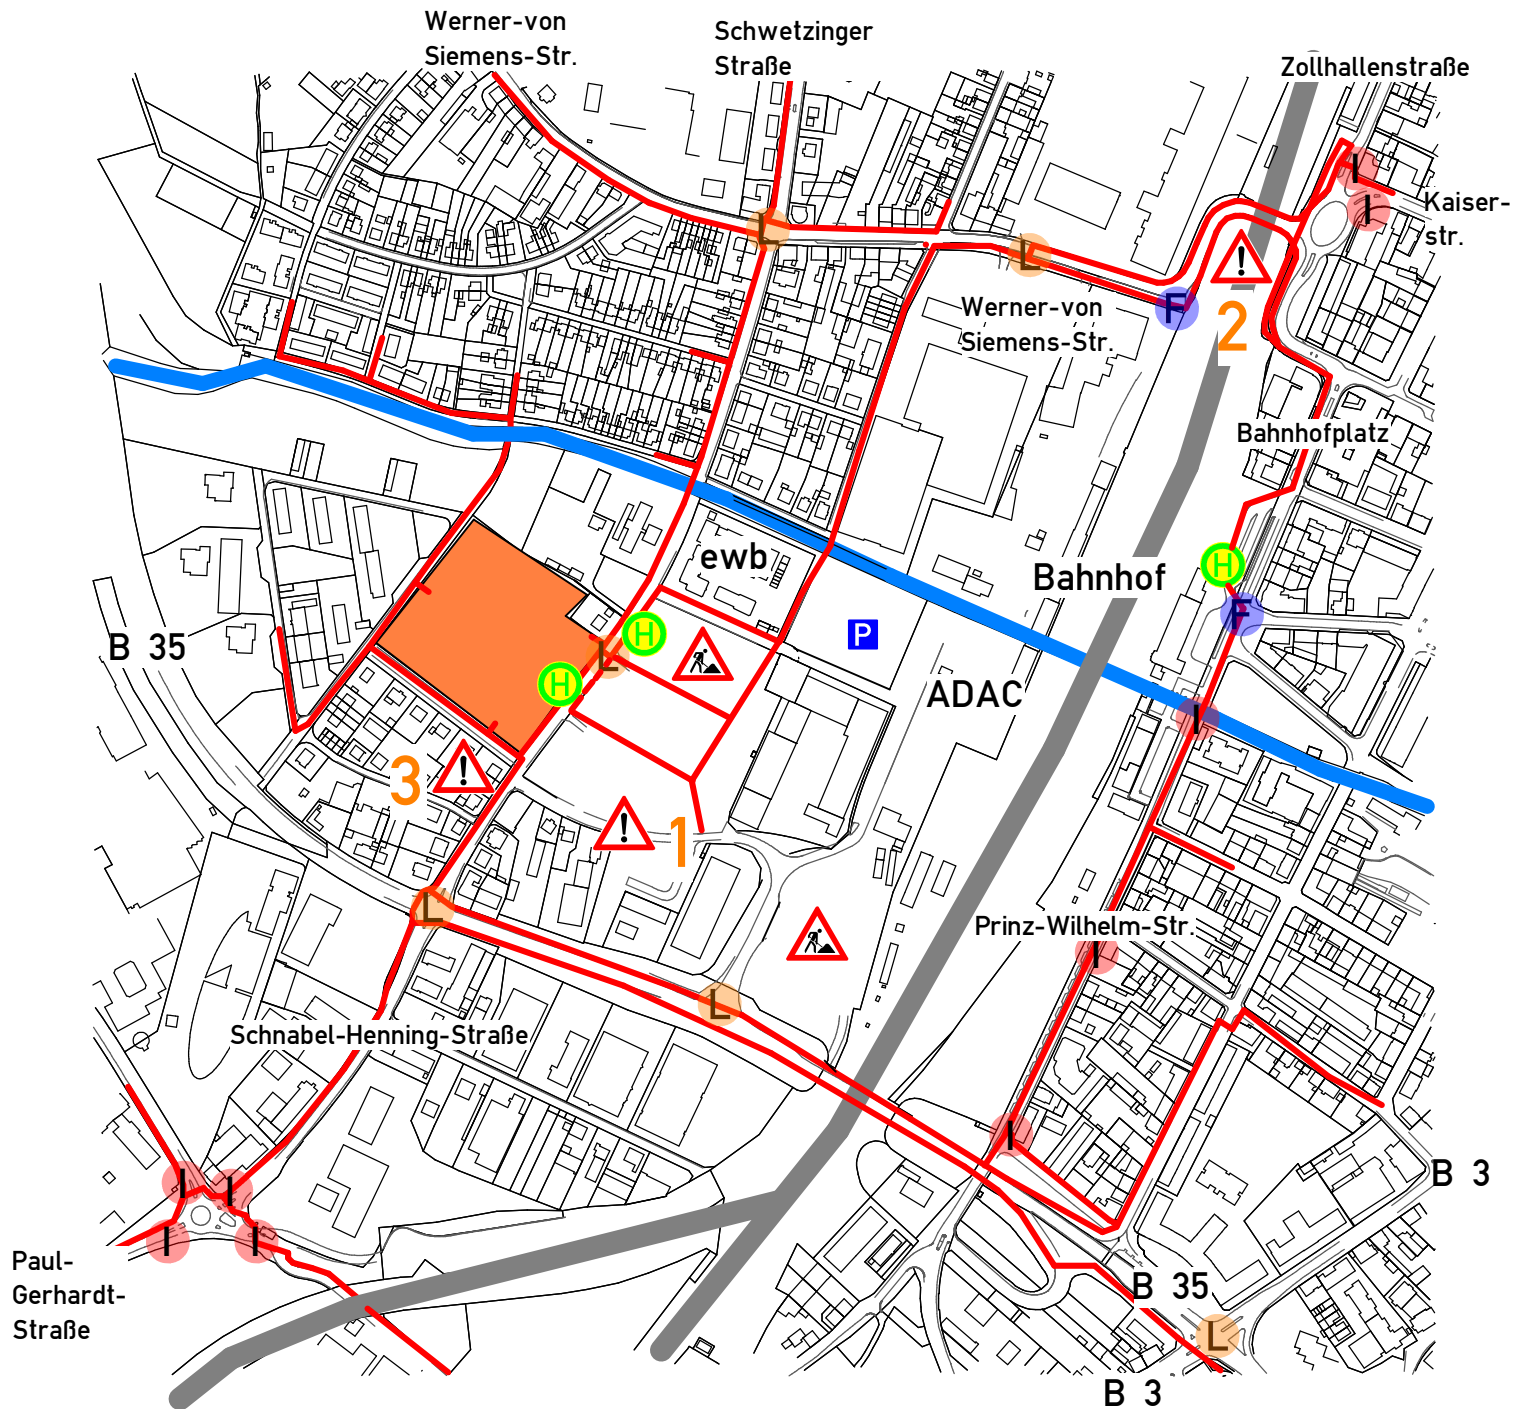 Werner-von
Siemens-Str.
Schwetzinger
Straße
Zollhallenstraße
I
I
Kaiser-
str.
L
L
!
Werner-von
Siemens-Str.
F
2
Bahnhofplatz
ewb
Bahnhof
H
F
B 35
H
P
L
H
ADAC
I
3
!
!
1
L
Prinz-Wilhelm-Str.
I
L
Schnabel-Henning-Straße
I
I
I
I
I
B 3
Paul-
Gerhardt-
Straße
B 35
L
B 3